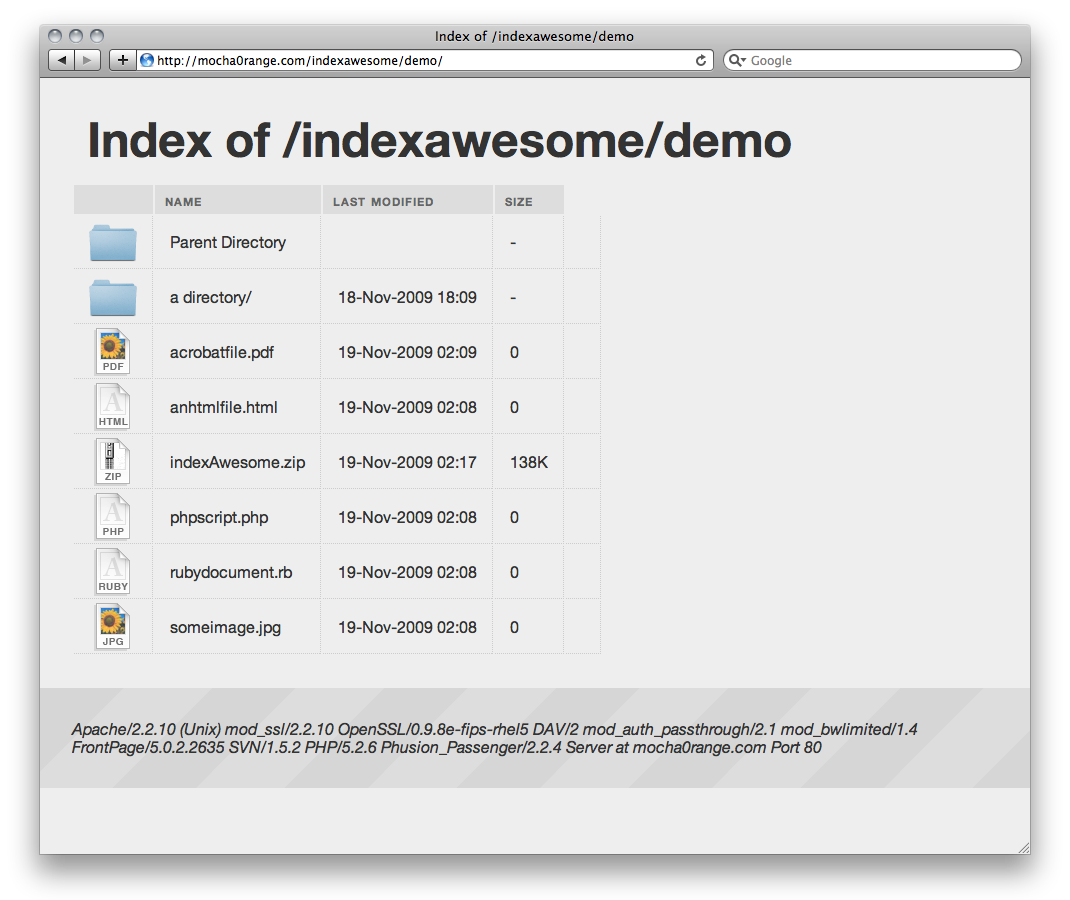 Index of /indexawesome/demo
http://mocha0range.com/indexawesome/demo/ Google
Index of /indexawesome/demo
NAME LAST MODIFIED SIZE
Parent Directory -
a directory/ 18-Nov-2009 18:09 -
PDF acrobatfile.pdf 19-Nov-2009 02:09 0
HTML anhtmlfile.html 19-Nov-2009 02:08 0
ZIP indexAwesome.zip 19-Nov-2009 02:17 138K
PHP phpscript.php 19-Nov-2009 02:08 0
RUBY rubydocument.rb 19-Nov-2009 02:08 0
JPG someimage.jpg 19-Nov-2009 02:08 0
Apache/2.2.10 (Unix) mod_ssl/2.2.10 OpenSSL/0.9.8e-fips-rhel5 DAV/2 mod_auth_passthrough/2.1 mod_bwlimited/1.4
FrontPage/5.0.2.2635 SVN/1.5.2 PHP/5.2.6 Phusion_Passenger/2.2.4 Server at mocha0range.com Port 80